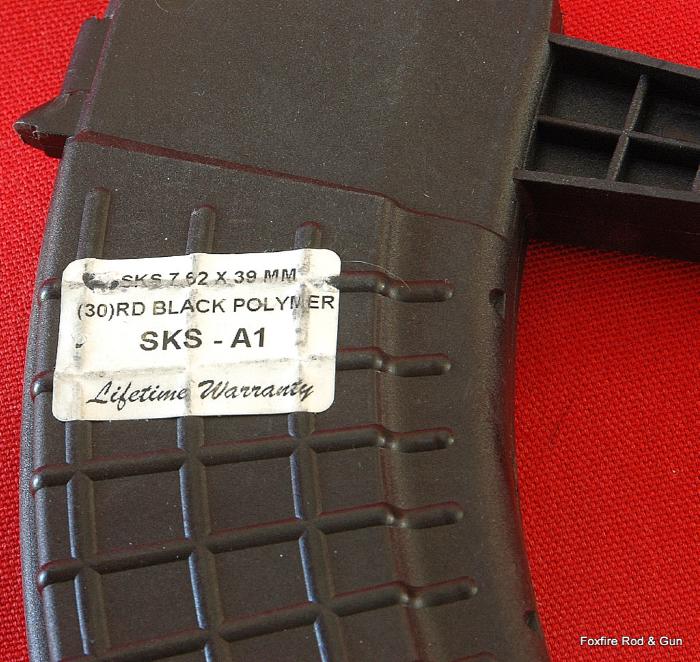 SKS 7.62 X 39 MM
(30)RD BLACK POLYMER
SKS - A1
Lifetime Warranty
Foxfire Rod & Gun